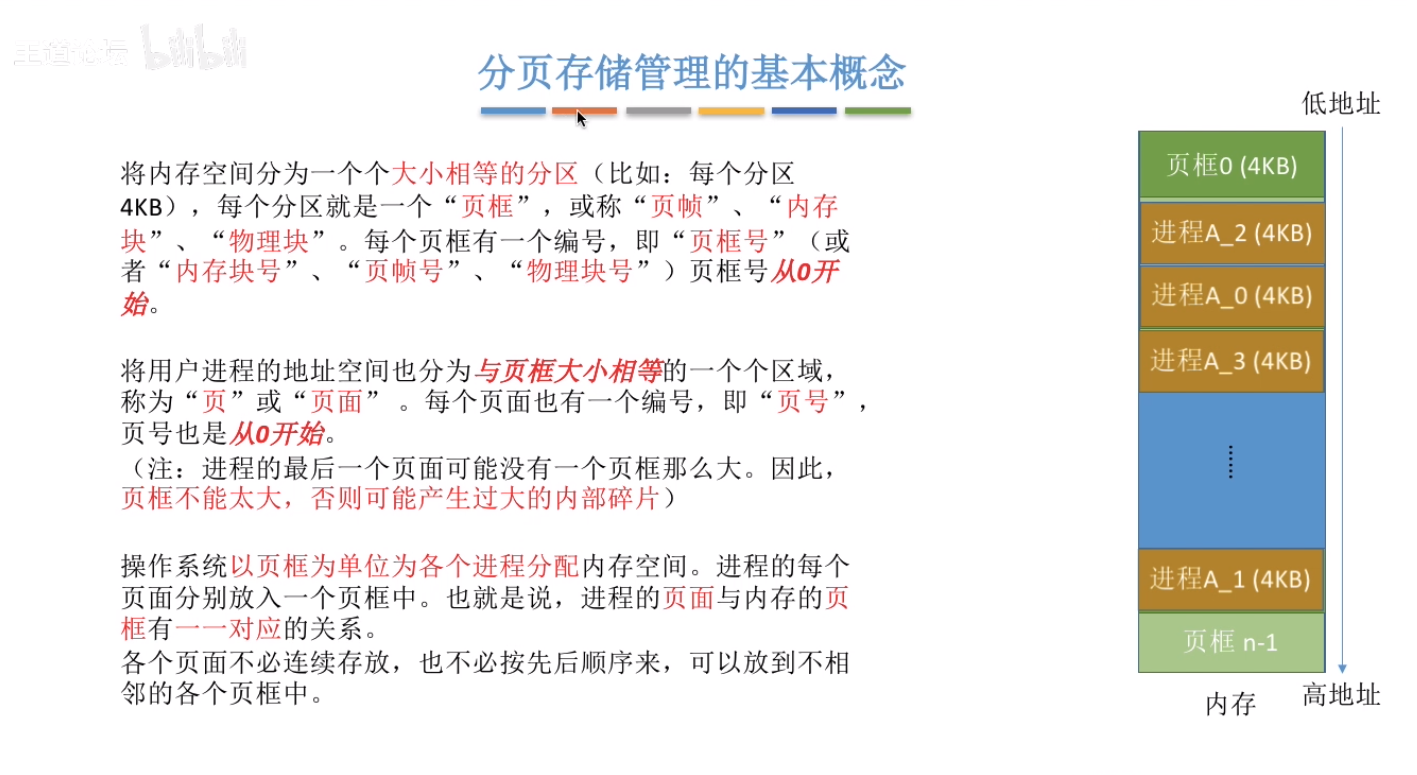 王道论坛 bilibili
分页存储管理的基本概念
将内存空间分为一个个大小相等的分区（比如：每个分区
4KB），每个分区就是一个“页框”，或称“页帧”、“内存
块”、“物理块”。每个页框有一个编号，即“页框号”（或
者“内存块号”、“页帧号”、“物理块号”）页框号从0开
始。
将用户进程的地址空间也分为与页框大小相等的一个个区域，
称为“页”或“页面” 。每个页面也有一个编号，即“页号”，
页号也是从0开始。
（注：进程的最后一个页面可能没有一个页框那么大。因此，
页框不能太大，否则可能产生过大的内部碎片）
操作系统以页框为单位为各个进程分配内存空间。进程的每个
页面分别放入一个页框中。也就是说，进程的页面与内存的页
框有一一对应的关系。
各个页面不必连续存放，也不必按先后顺序来，可以放到不相
邻的各个页框中。
低地址
页框0 (4KB)
进程A_2 (4KB)
进程A_0 (4KB)
进程A_3 (4KB)
……
进程A_1 (4KB)
页框 n-1
内存
高地址